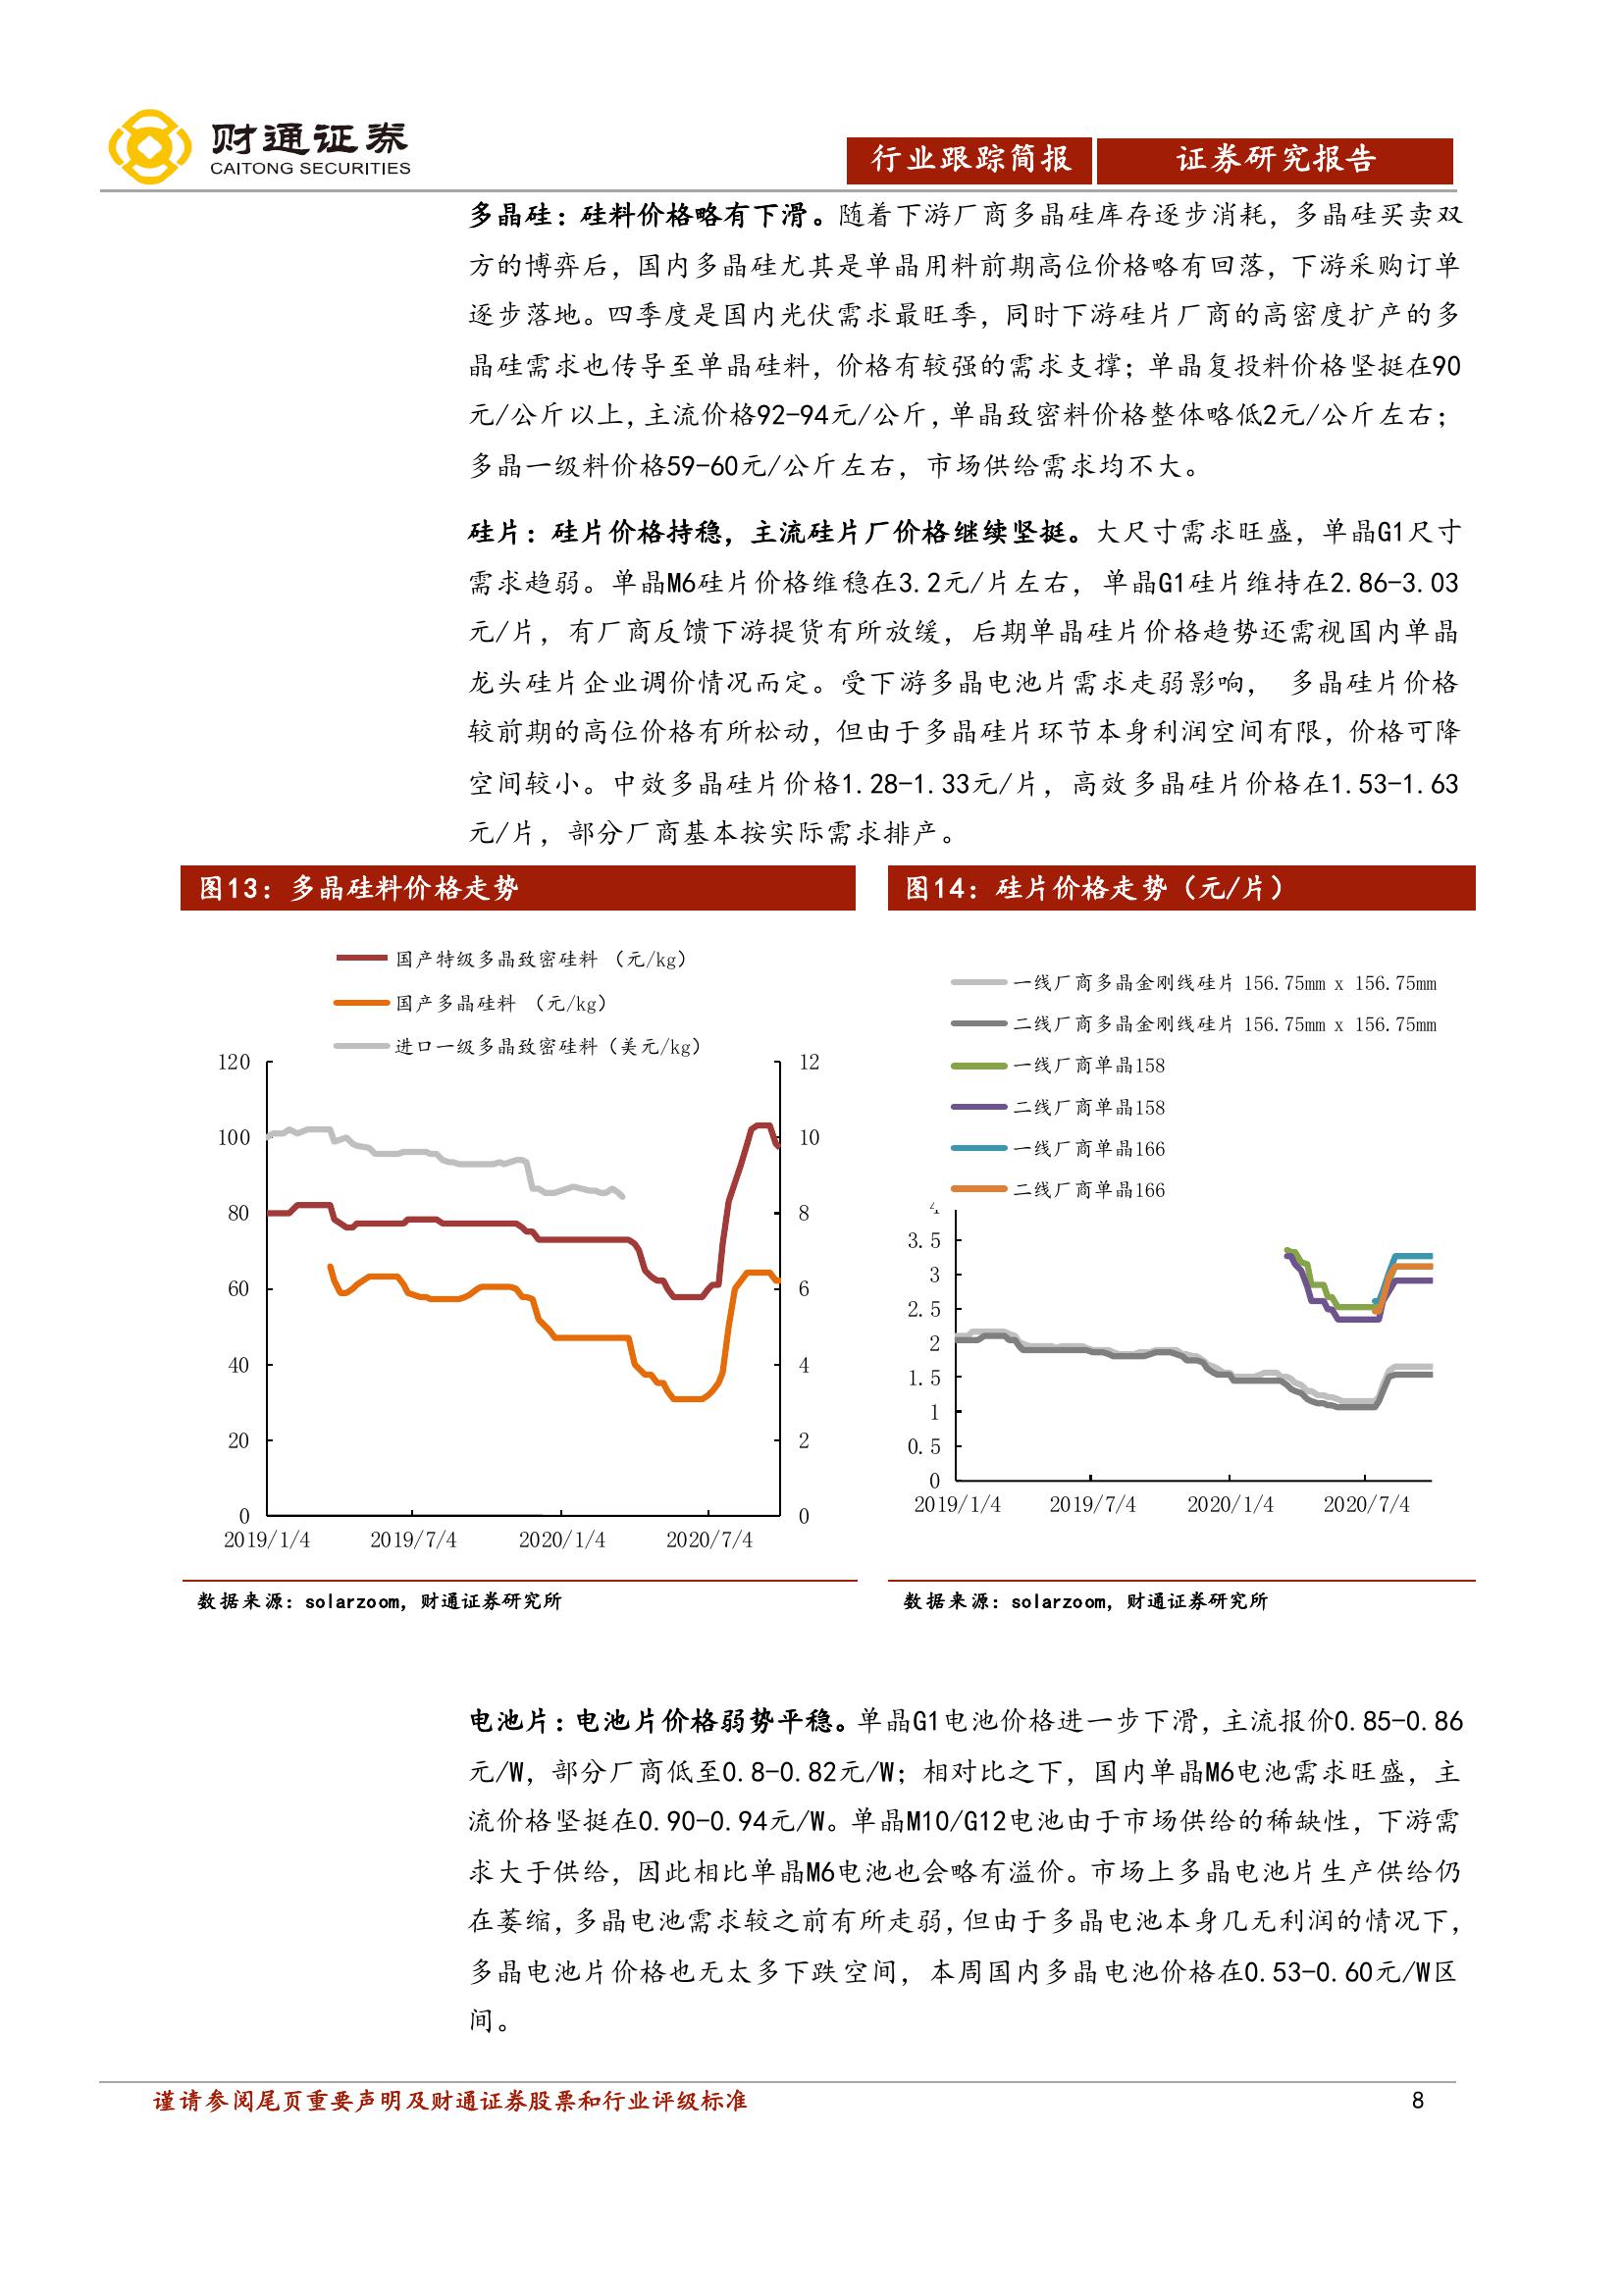 财通证券
CAITONG SECURITIES
行业跟踪简报
证券研究报告
多晶硅：硅料价格略有下滑。随着下游厂商多晶硅库存逐步消耗，多晶硅买卖双
方的博弈后，国内多晶硅尤其是单晶用料前期高位价格略有回落，下游采购订单
逐步落地。四季度是国内光伏需求最旺季，同时下游硅片厂商的高密度扩产的多
晶硅需求也传导至单晶硅料，价格有较强的需求支撑；单晶复投料价格坚挺在90
元/公斤以上，主流价格92-94元/公斤，单晶致密料价格整体略低2元/公斤左右；
多晶一级料价格59-60元/公斤左右，市场供给需求均不大。
硅片：硅片价格持稳，主流硅片厂价格继续坚挺。大尺寸需求旺盛，单晶G1尺寸
需求趋弱。单晶M6硅片价格维稳在3.2元/片左右，单晶G1硅片维持在2.86-3.03
元/片，有厂商反馈下游提货有所放缓，后期单晶硅片价格趋势还需视国内单晶
龙头硅片企业调价情况而定。受下游多晶电池片需求走弱影响， 多晶硅片价格
较前期的高位价格有所松动，但由于多晶硅片环节本身利润空间有限，价格可降
空间较小。中效多晶硅片价格1.28-1.33元/片，高效多晶硅片价格在1.53-1.63
元/片，部分厂商基本按实际需求排产。
图13：多晶硅料价格走势
国产特级多晶致密硅料 （元/kg）
国产多晶硅料 （元/kg）
进口一级多晶致密硅料（美元/kg）
120
100
80
60
40
20
0
12
10
8
6
4
2
0
2019/1/4 2019/7/4 2020/1/4 2020/7/4
数据来源：solarzoom，财通证券研究所
图14：硅片价格走势（元/片）
一线厂商多晶金刚线硅片 156.75mm x 156.75mm
二线厂商多晶金刚线硅片 156.75mm x 156.75mm
一线厂商单晶158
二线厂商单晶158
一线厂商单晶166
二线厂商单晶166
4
3.5
3
2.5
2
1.5
1
0.5
0
2019/1/4 2019/7/4 2020/1/4 2020/7/4
数据来源：solarzoom，财通证券研究所
电池片：电池片价格弱势平稳。单晶G1电池价格进一步下滑，主流报价0.85-0.86
元/W，部分厂商低至0.8-0.82元/W；相对比之下，国内单晶M6电池需求旺盛，主
流价格坚挺在0.90-0.94元/W。单晶M10/G12电池由于市场供给的稀缺性，下游需
求大于供给，因此相比单晶M6电池也会略有溢价。市场上多晶电池片生产供给仍
在萎缩，多晶电池需求较之前有所走弱，但由于多晶电池本身几无利润的情况下，
多晶电池片价格也无太多下跌空间，本周国内多晶电池价格在0.53-0.60元/W区
间。
谨请参阅尾页重要声明及财通证券股票和行业评级标准
8